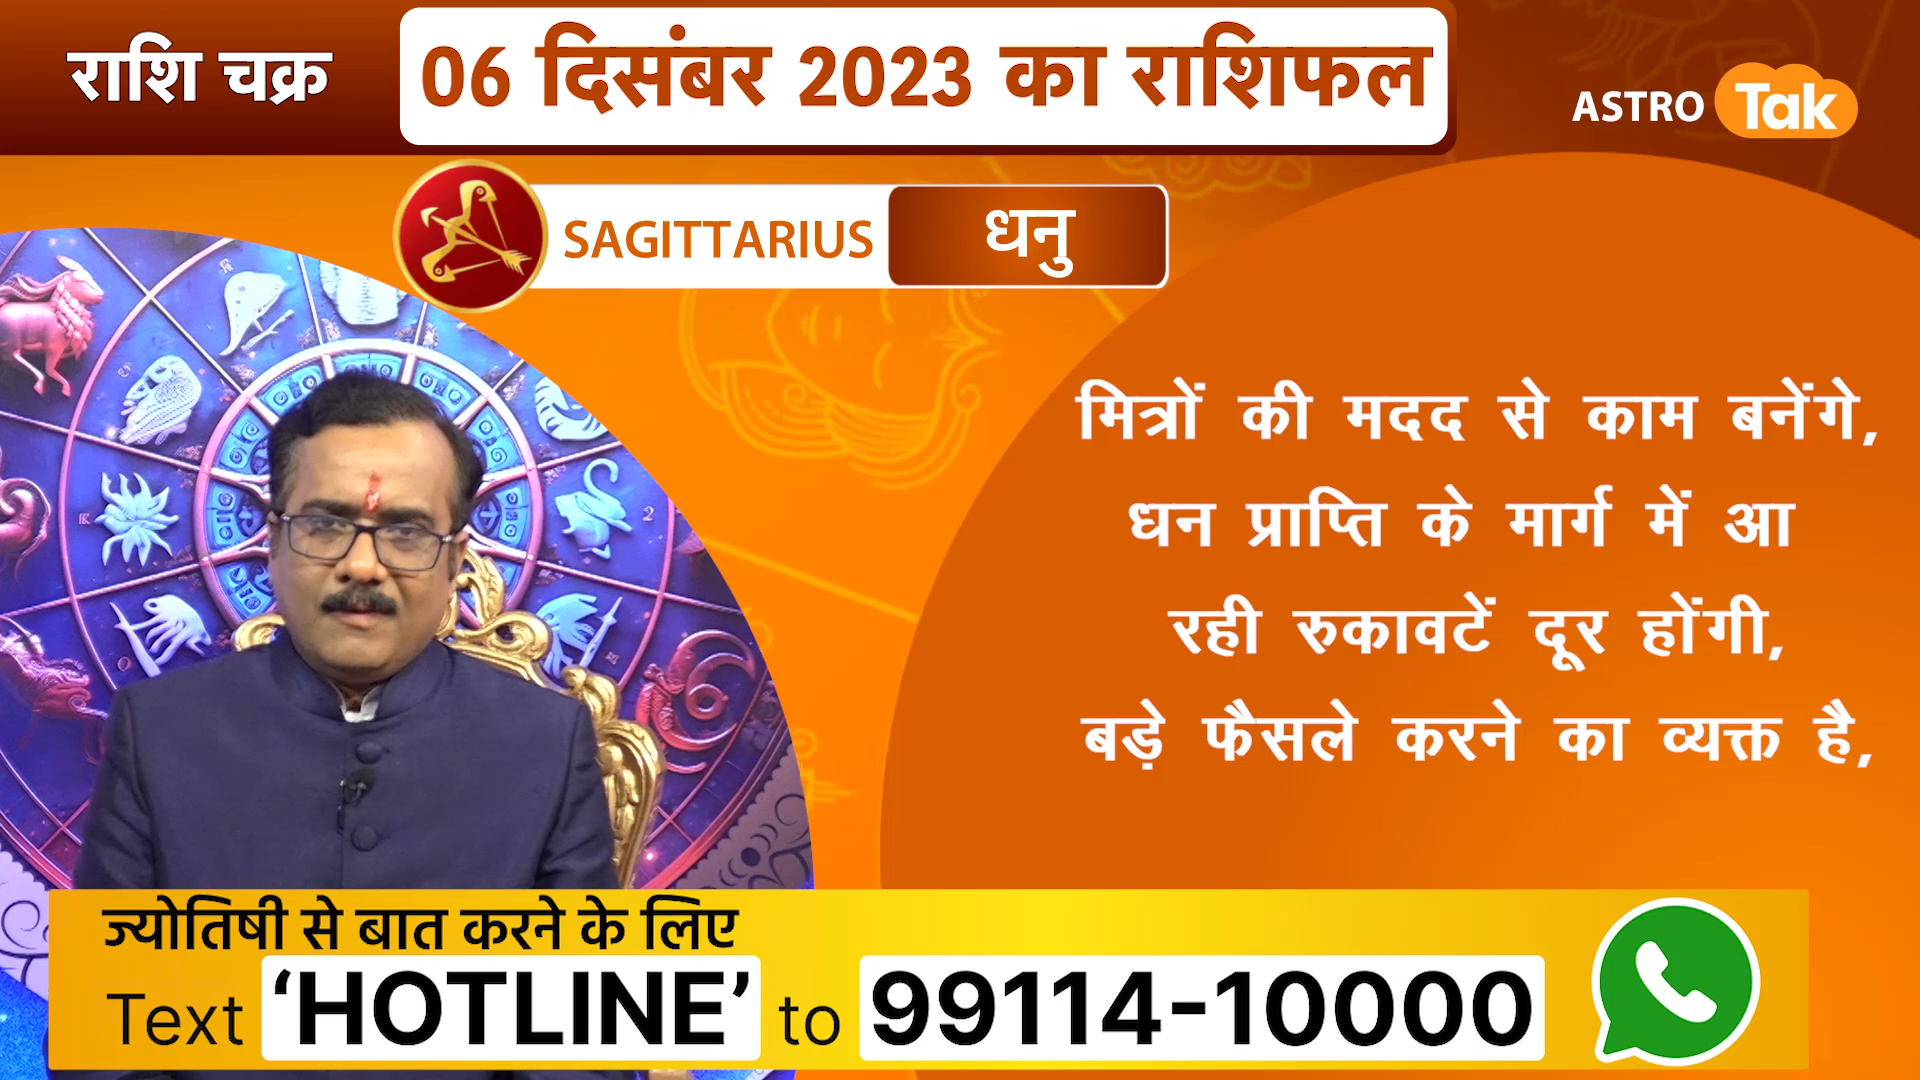 राशि चक्र
06 दिसंबर 2023 का राशिफल
ASTRO Tak
SAGITTARIUS धनु
मित्रों की मदद से काम बनेंगे,
धन प्राप्ति के मार्ग में आ
रही रुकावटें दूर होंगी,
बड़े फैसले करने का व्यक्त है,
ज्योतिषी से बात करने के लिए
Text ‘HOTLINE’ to 99114-10000